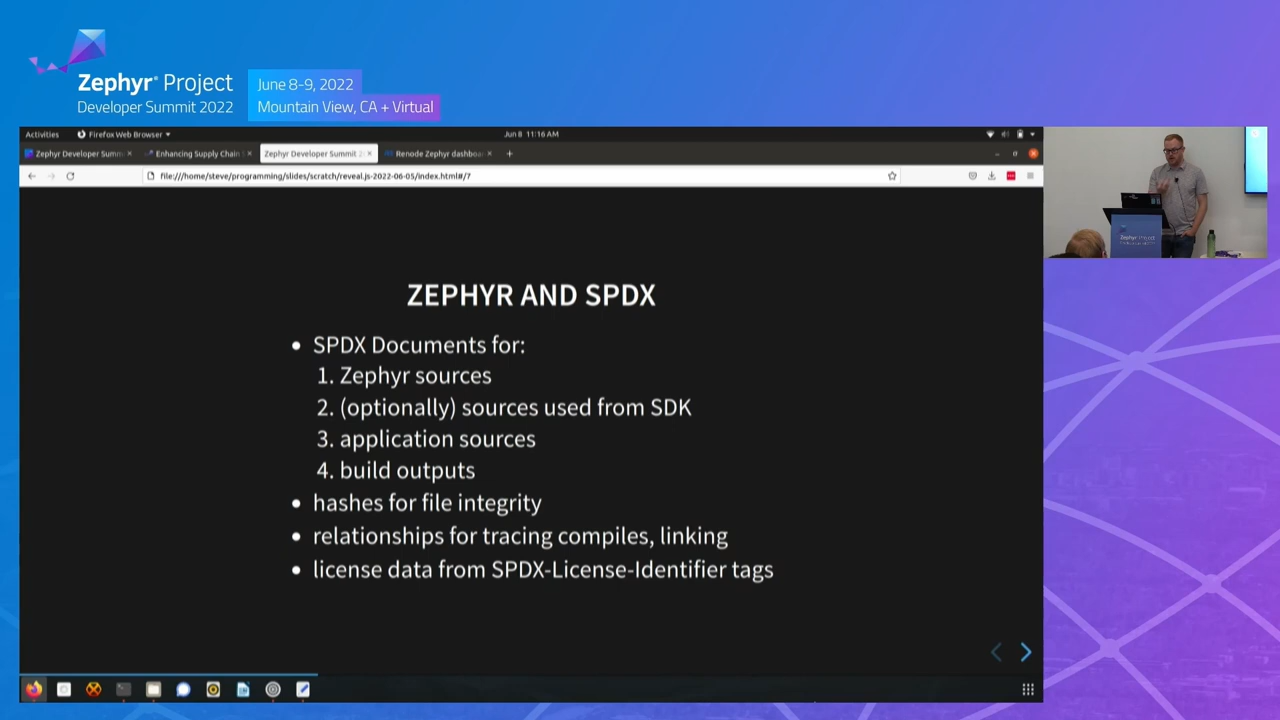 Zephyr® Project
Developer Summit 2022
June 8-9, 2022
Mountain View, CA + Virtual
Activities
Firefox Web Browser
Jun 8 11:16 AM
Zephyr Developer Summ
Enhancing Supply Chain S
Zephyr Developer Summit 2
Renode Zephyr dashboa
file:///home/steve/programming/slides/scratch/reveal.js-2022-06-05/index.html#/7
ZEPHYR AND SPDX
• SPDX Documents for:
1. Zephyr sources
2. (optionally) sources used from SDK
3. application sources
4. build outputs
• hashes for file integrity
• relationships for tracing compiles, linking
• license data from SPDX-License-Identifier tags
Zephyr Project